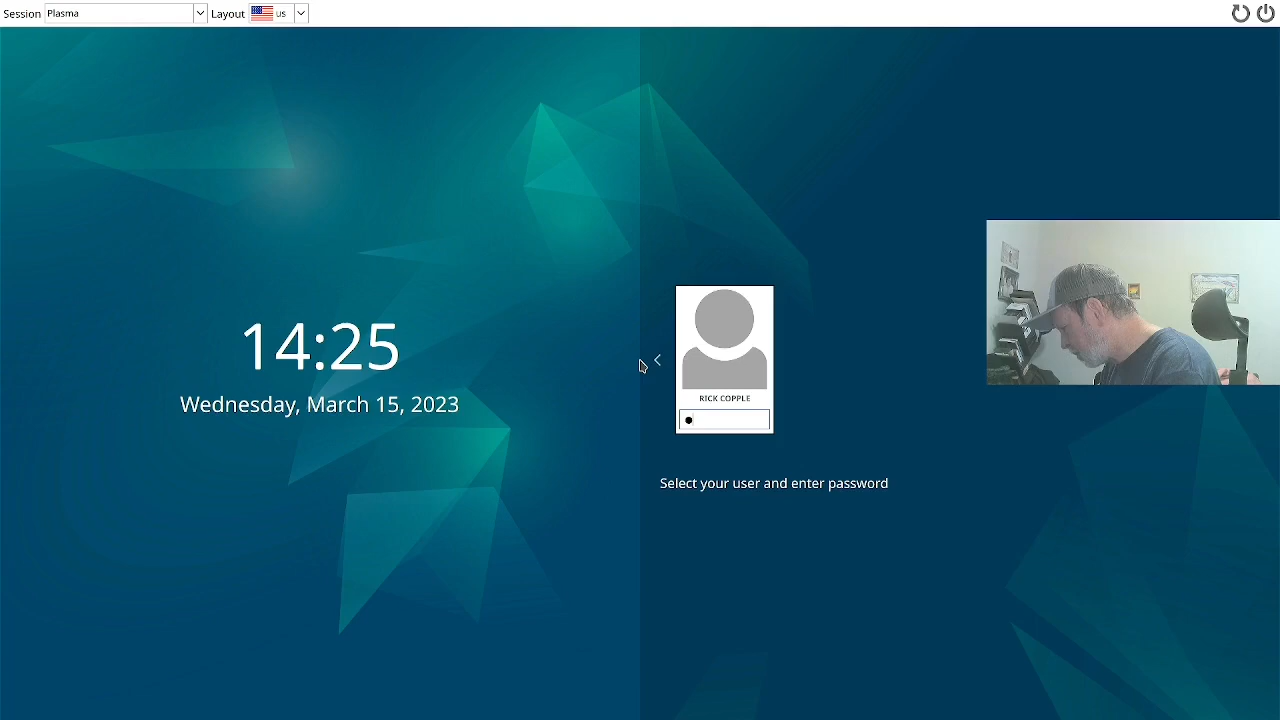 Session Plasma Layout us
14:25
Wednesday, March 15, 2023
RICK COPPLE
Select your user and enter password